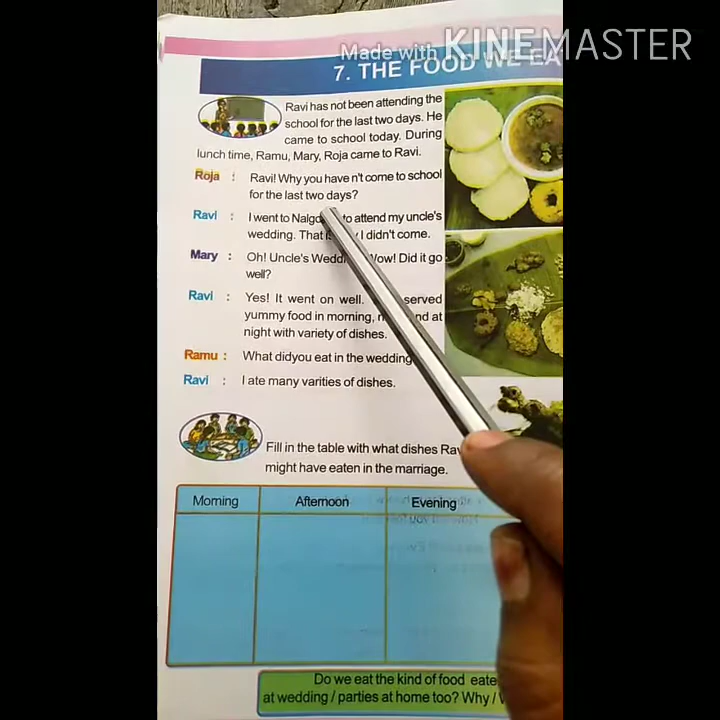 Made with KINEMASTER
7. THE FOOD WE EA
Ravi has not been attending the
school for the last two days. He
came to school today. During
lunch time, Ramu, Mary, Roja came to Ravi.
Roja : Ravi! Why you have n't come to school
for the last two days?
Ravi : I went to Nalgo to attend my uncle's
wedding. That I didn't come.
Mary : Oh! Uncle's Weddi Wow! Did it go
well?
Ravi : Yes! It went on well. served
yummy food in morning, nd at
night with variety of dishes.
Ramu : What didyou eat in the wedding
Ravi : I ate many varities of dishes.
Fill in the table with what dishes Rav
might have eaten in the marriage.
Morning Afternoon Evening
Do we eat the kind of food eate
at wedding / parties at home too? Why /